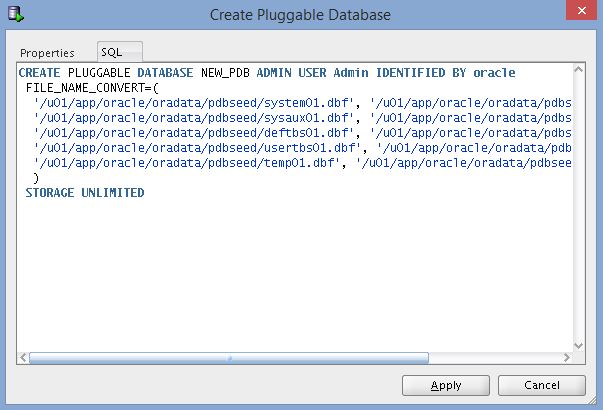 Create Pluggable Database
Properties SQL
CREATE PLUGGABLE DATABASE NEW_PDB ADMIN USER Admin IDENTIFIED BY oracle
FILE_NAME_CONVERT=(
'/u01/app/oracle/oradata/pdbseed/system01.dbf', '/u01/app/oracle/oradata/pdbs
'/u01/app/oracle/oradata/pdbseed/sysaux01.dbf', '/u01/app/oracle/oradata/pdbs
'/u01/app/oracle/oradata/pdbseed/deftbs01.dbf', '/u01/app/oracle/oradata/pdbs
'/u01/app/oracle/oradata/pdbseed/usertbs01.dbf', '/u01/app/oracle/oradata/pdb
'/u01/app/oracle/oradata/pdbseed/temp01.dbf', '/u01/app/oracle/oradata/pdbsee
)
STORAGE UNLIMITED
Apply Cancel